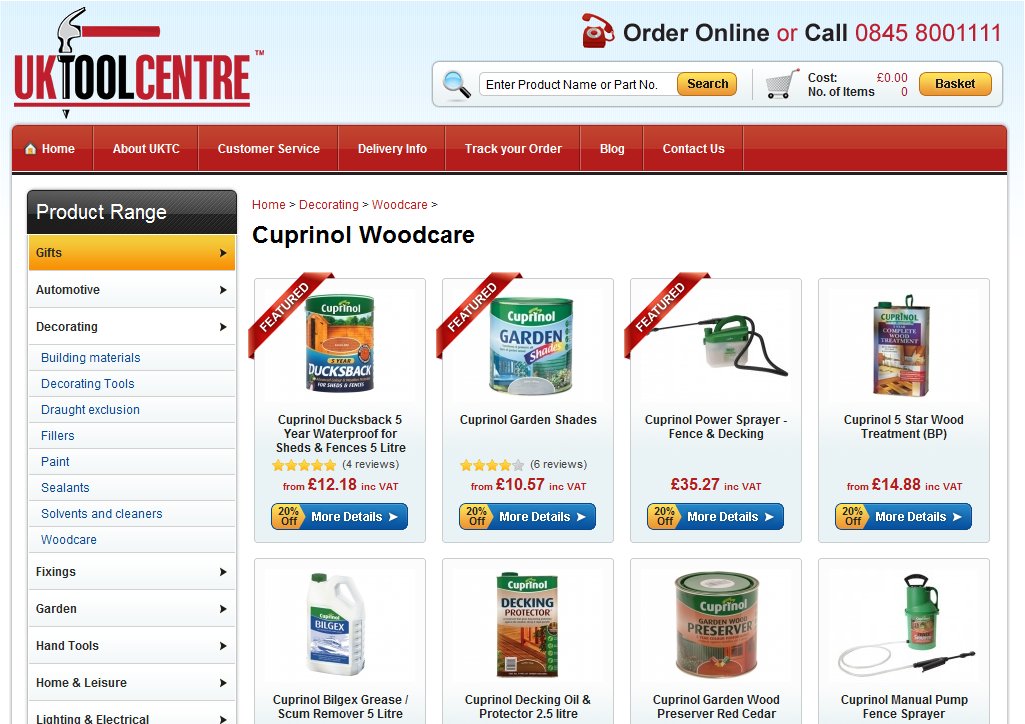 UKTOOLCENTRE™
Order Online or Call 0845 8001111
Enter Product Name or Part No.
Search
Cost: £0.00
No. of Items 0
Basket
Home
About UKTC
Customer Service
Delivery Info
Track your Order
Blog
Contact Us
Product Range
Gifts
Automotive
Decorating
Building materials
Decorating Tools
Draught exclusion
Fillers
Paint
Sealants
Solvents and cleaners
Woodcare
Fixings
Garden
Hand Tools
Home & Leisure
Lighting & Electrical
Home > Decorating > Woodcare >
Cuprinol Woodcare
FEATURED
Cuprinol
5 YEAR
DUCKSBACK
FOR SHEDS & FENCES
Cuprinol Ducksback 5
Year Waterproof for
Sheds & Fences 5 Litre
(4 reviews)
from £12.18 inc VAT
20%
Off
More Details
FEATURED
Cuprinol
GARDEN
Shades
Cuprinol Garden Shades
(6 reviews)
from £10.57 inc VAT
20%
Off
More Details
FEATURED
Cuprinol Power Sprayer -
Fence & Decking
£35.27 inc VAT
20%
Off
More Details
CUPRINOL
5 STAR
COMPLETE
WOOD
TREATMENT
Cuprinol 5 Star Wood
Treatment (BP)
from £14.88 inc VAT
20%
Off
More Details
Cuprinol
BILGEX
Cuprinol Bilgex Grease /
Scum Remover 5 Litre
Cuprinol
DECKING
PROTECTOR
Cuprinol Decking Oil &
Protector 2.5 litre
Cuprinol
GARDEN WOOD
PRESERVER
Cuprinol Garden Wood
Preserver Red Cedar
Cuprinol Manual Pump
Fence Sprayer